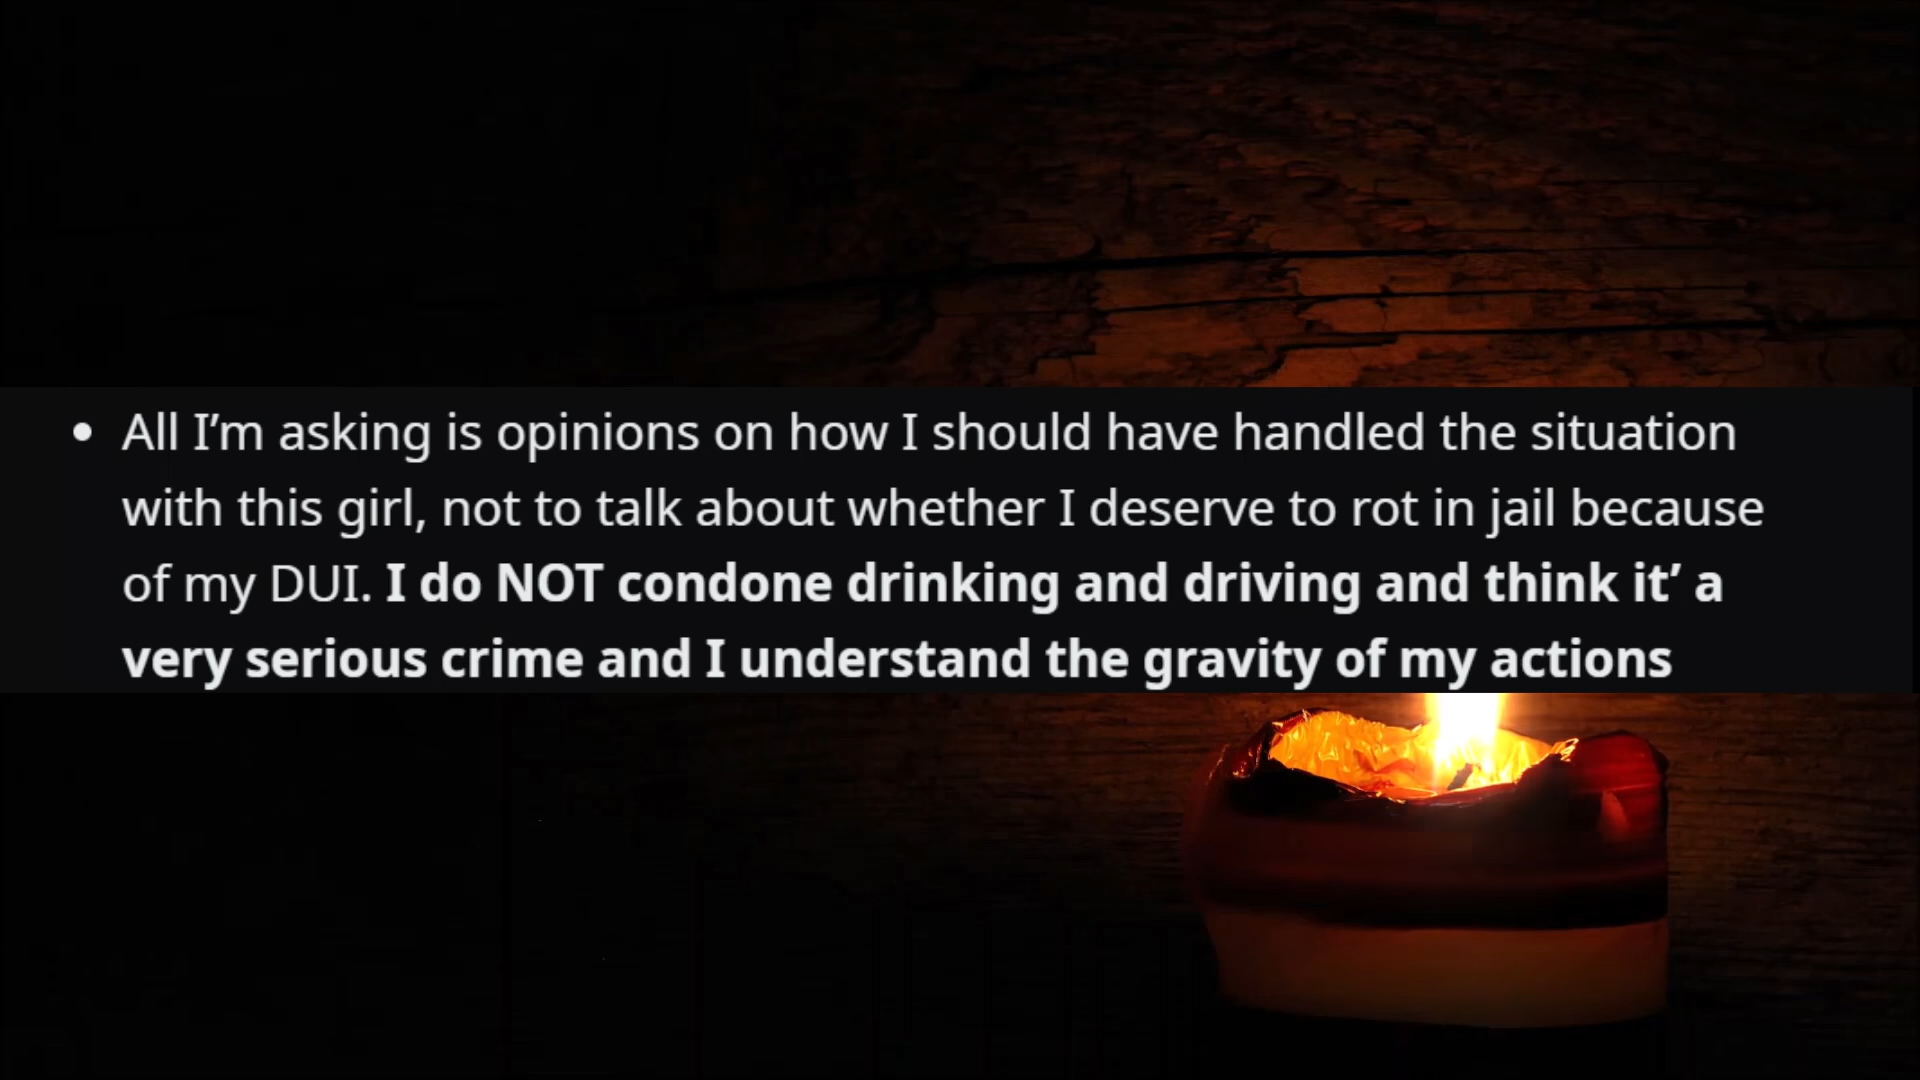 • All I’m asking is opinions on how I should have handled the situation
with this girl, not to talk about whether I deserve to rot in jail because
of my DUI. I do NOT condone drinking and driving and think it’ a
very serious crime and I understand the gravity of my actions